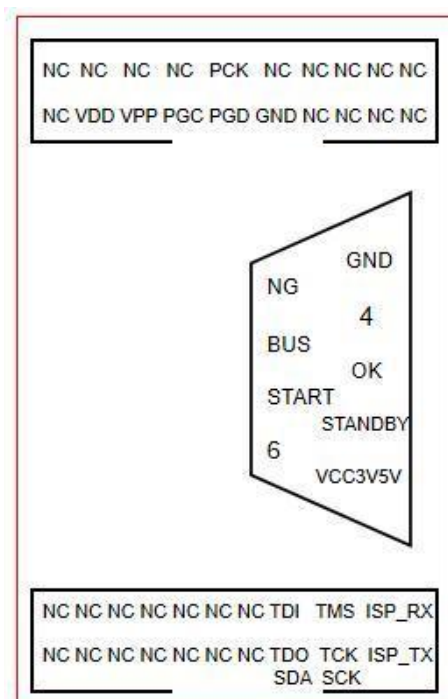 NC NC NC NC PCK NC NC NC NC NC
NC VDD VPP PGC PGD GND NC NC NC NC
GND
NG
4
BUS
OK
START
STANDBY
6
VCC3V5V
NC NC NC NC NC NC NC TDI TMS ISP_RX
NC NC NC NC NC NC NC TDO TCK ISP_TX
SDA SCK